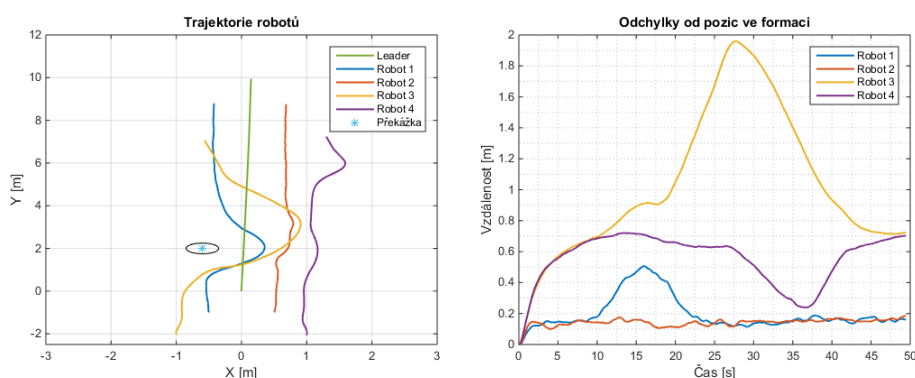 Trajektorie robotů
12
10
8
6
4
2
0
-2
-3
-2
-1
0
1
2
3
Y [m]
X [m]
Leader
Robot 1
Robot 2
Robot 3
Robot 4
Překážka
Odchylky od pozic ve formaci
2
1.8
1.6
1.4
1.2
1
0.8
0.6
0.4
0.2
0
0
5
10
15
20
25
30
35
40
45
50
Vzdálenost [m]
Čas [s]
Robot 1
Robot 2
Robot 3
Robot 4